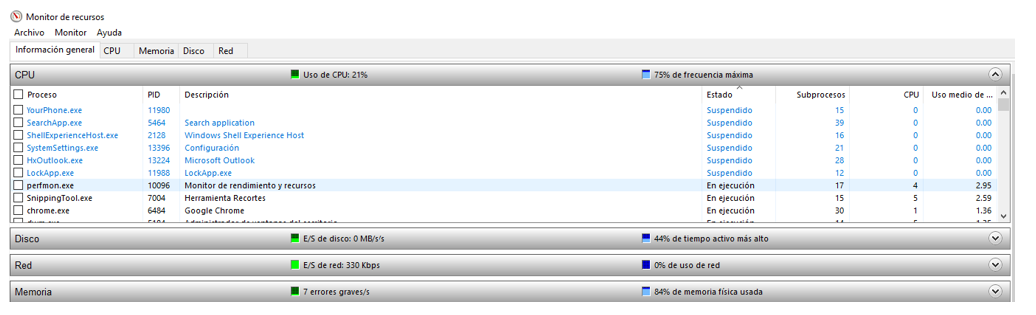 Monitor de recursos
Archivo Monitor Ayuda
Información general CPU Memoria Disco Red
CPU Uso de CPU: 21% 75% de frecuencia máxima
Proceso PID Descripción Estado Subprocesos CPU Uso medio de ...
YourPhone.exe 11980 Suspendido 15 0 0.00
SearchApp.exe 5464 Search application Suspendido 39 0 0.00
ShellExperienceHost.exe 2128 Windows Shell Experience Host Suspendido 16 0 0.00
SystemSettings.exe 13396 Configuración Suspendido 21 0 0.00
HxOutlook.exe 13224 Microsoft Outlook Suspendido 28 0 0.00
LockApp.exe 11988 LockApp.exe Suspendido 12 0 0.00
perfmon.exe 10096 Monitor de rendimiento y recursos En ejecución 17 4 2.95
SnippingTool.exe 7004 Herramienta Recortes En ejecución 15 5 2.59
chrome.exe 6484 Google Chrome En ejecución 30 1 1.36
Disco E/S de disco: 0 MB/s 44% de tiempo activo más alto
Red E/S de red: 330 Kbps 0% de uso de red
Memoria 7 errores graves/s 84% de memoria física usada